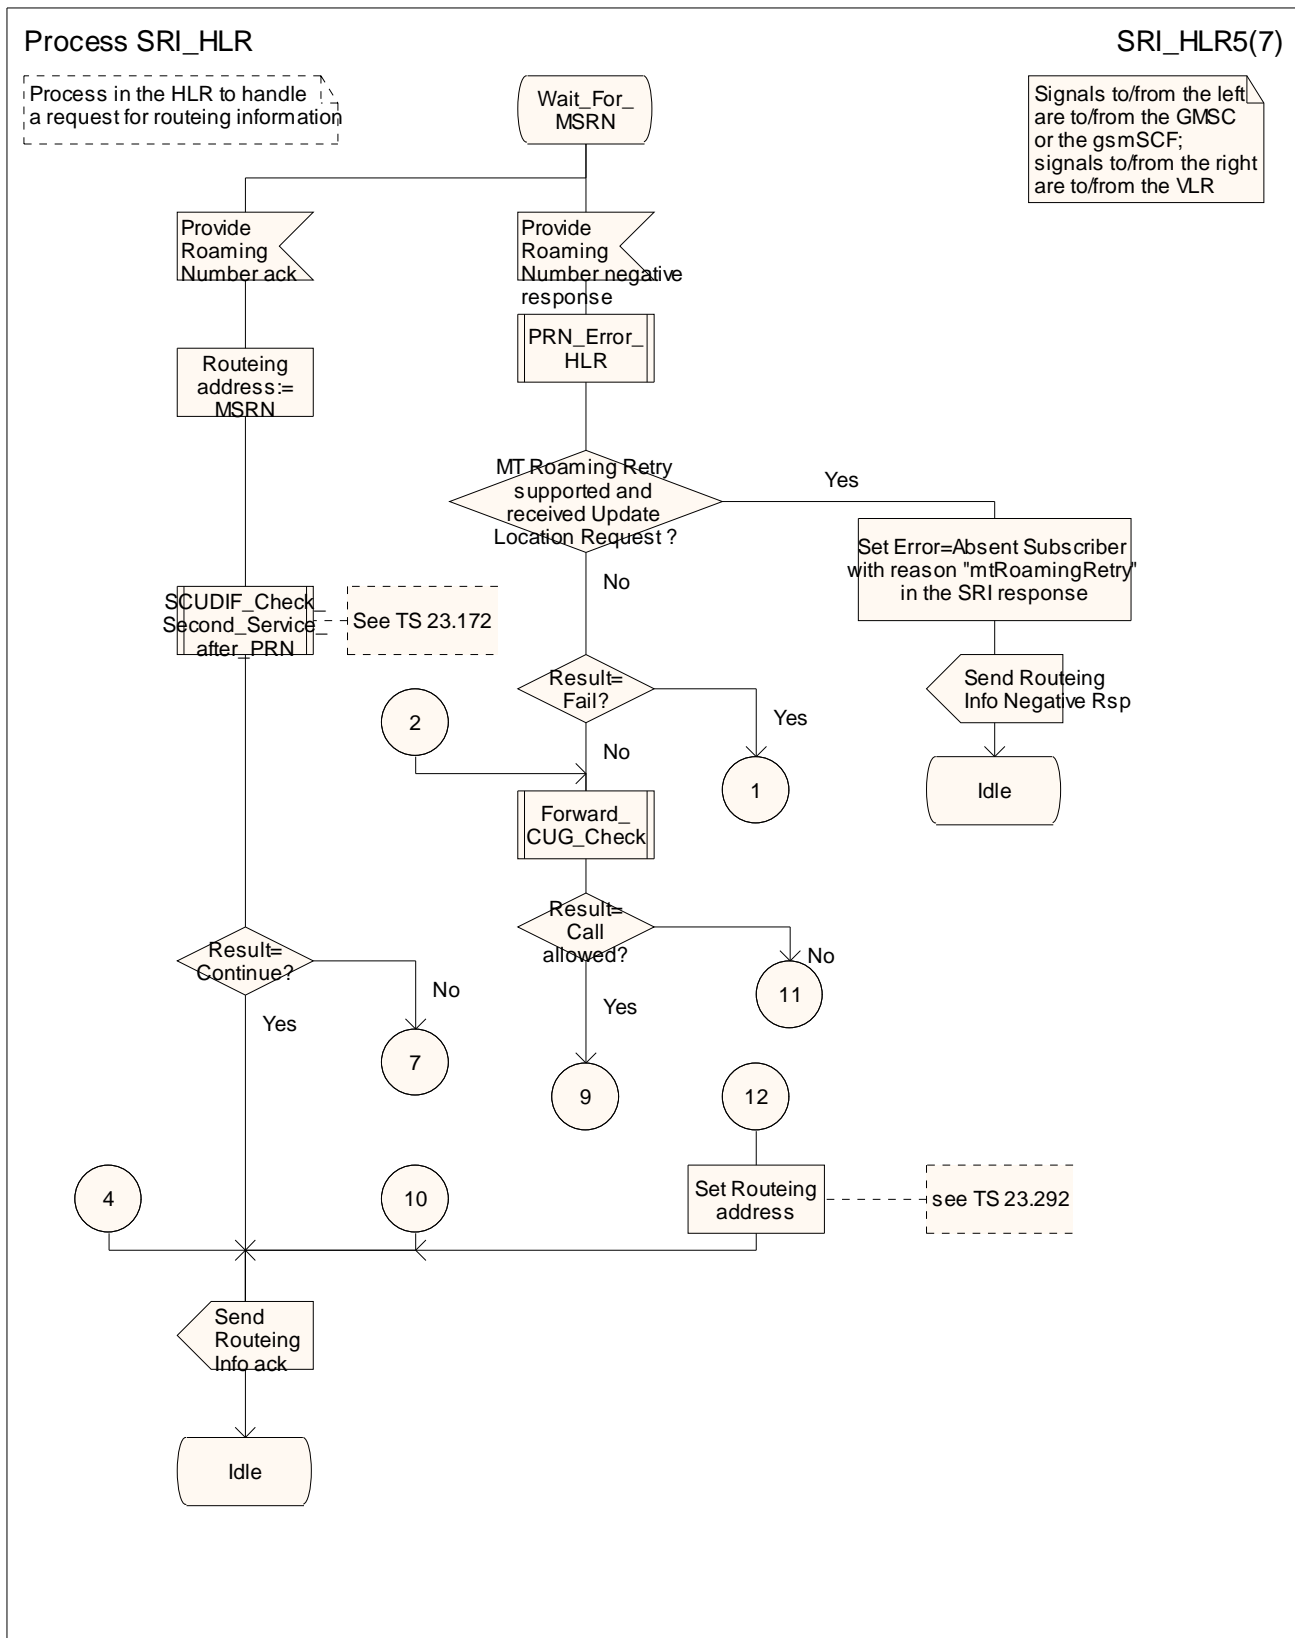 Process SRI_HLR
SRI_HLR5(7)
Process in the HLR to handle
a request for routeing information
Wait_For_
MSRN
Signals to/from the left
are to/from the GMSC
or the gsmSCF;
signals to/from the right
are to/from the VLR
Provide
Roaming
Number ack
Provide
Roaming
Number negative
response
PRN_Error_
HLR
Routeing
address:=
MSRN
MT Roaming Retry
supported and
received Update
Location Request ?
Yes
Set Error=Absent Subscriber
with reason "mtRoamingRetry"
in the SRI response
No
SCUDIF_Check_
Second_Service_
after_PRN
See TS 23.172
Result=
Fail?
Send Routeing
Info Negative Rsp
2
Yes
No
1
Idle
Forward_
CUG_Check
Result=
Call
allowed?
Result=
Continue?
No
No
11
Yes
Yes
7
9
12
4
10
Set Routeing
address
see TS 23.292
Send
Routeing
Info ack
Idle